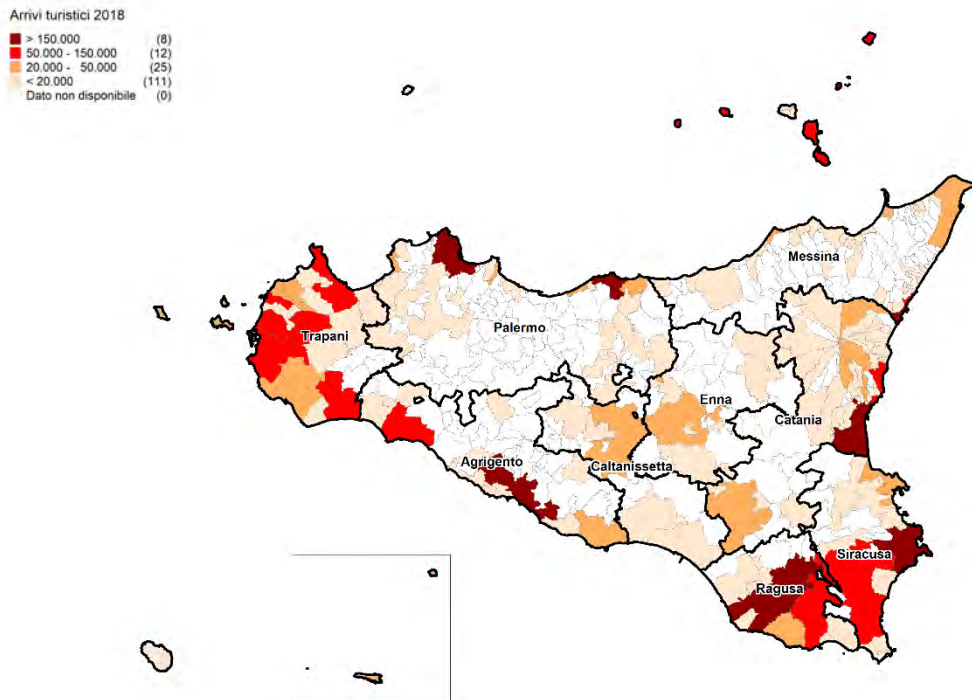 Arrivi turistici 2018
> 150.000 (8)
50.000 - 150.000 (12)
20.000 - 50.000 (25)
< 20.000 (111)
Dato non disponibile (0)
Messina
Palermo
Trapani
Enna
Catania
Agrigento
Caltanissetta
Siracusa
Ragusa